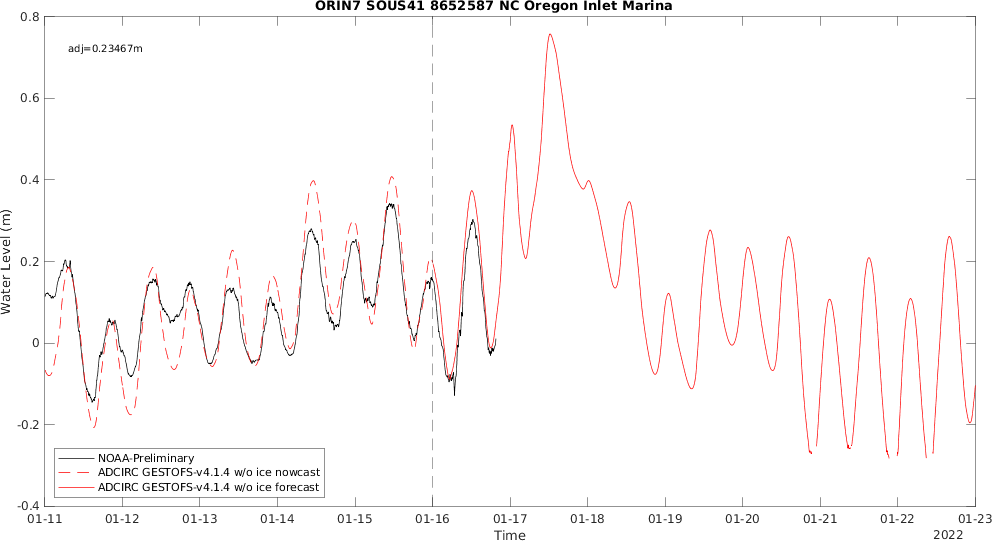 ORIN7 SOUS41 8652587 NC Oregon Inlet Marina
0.8
adj=0.23467m
0.6
0.4
0.2
0
-0.2
-0.4
Water Level (m)
NOAA-Preliminary
ADCIRC GESTOFS-v4.1.4 w/o ice nowcast
ADCIRC GESTOFS-v4.1.4 w/o ice forecast
01-11 01-12 01-13 01-14 01-15 01-16 01-17 01-18 01-19 01-20 01-21 01-22 01-23
Time
2022